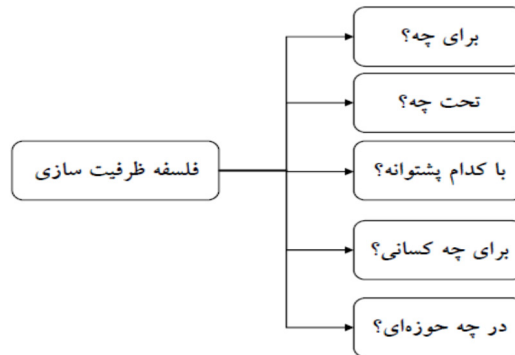 برای چه؟
تحت چه؟
فلسفه ظرفیت سازی
با کدام پشتوانه؟
برای چه کسانی؟
در چه حوزه‌ای؟